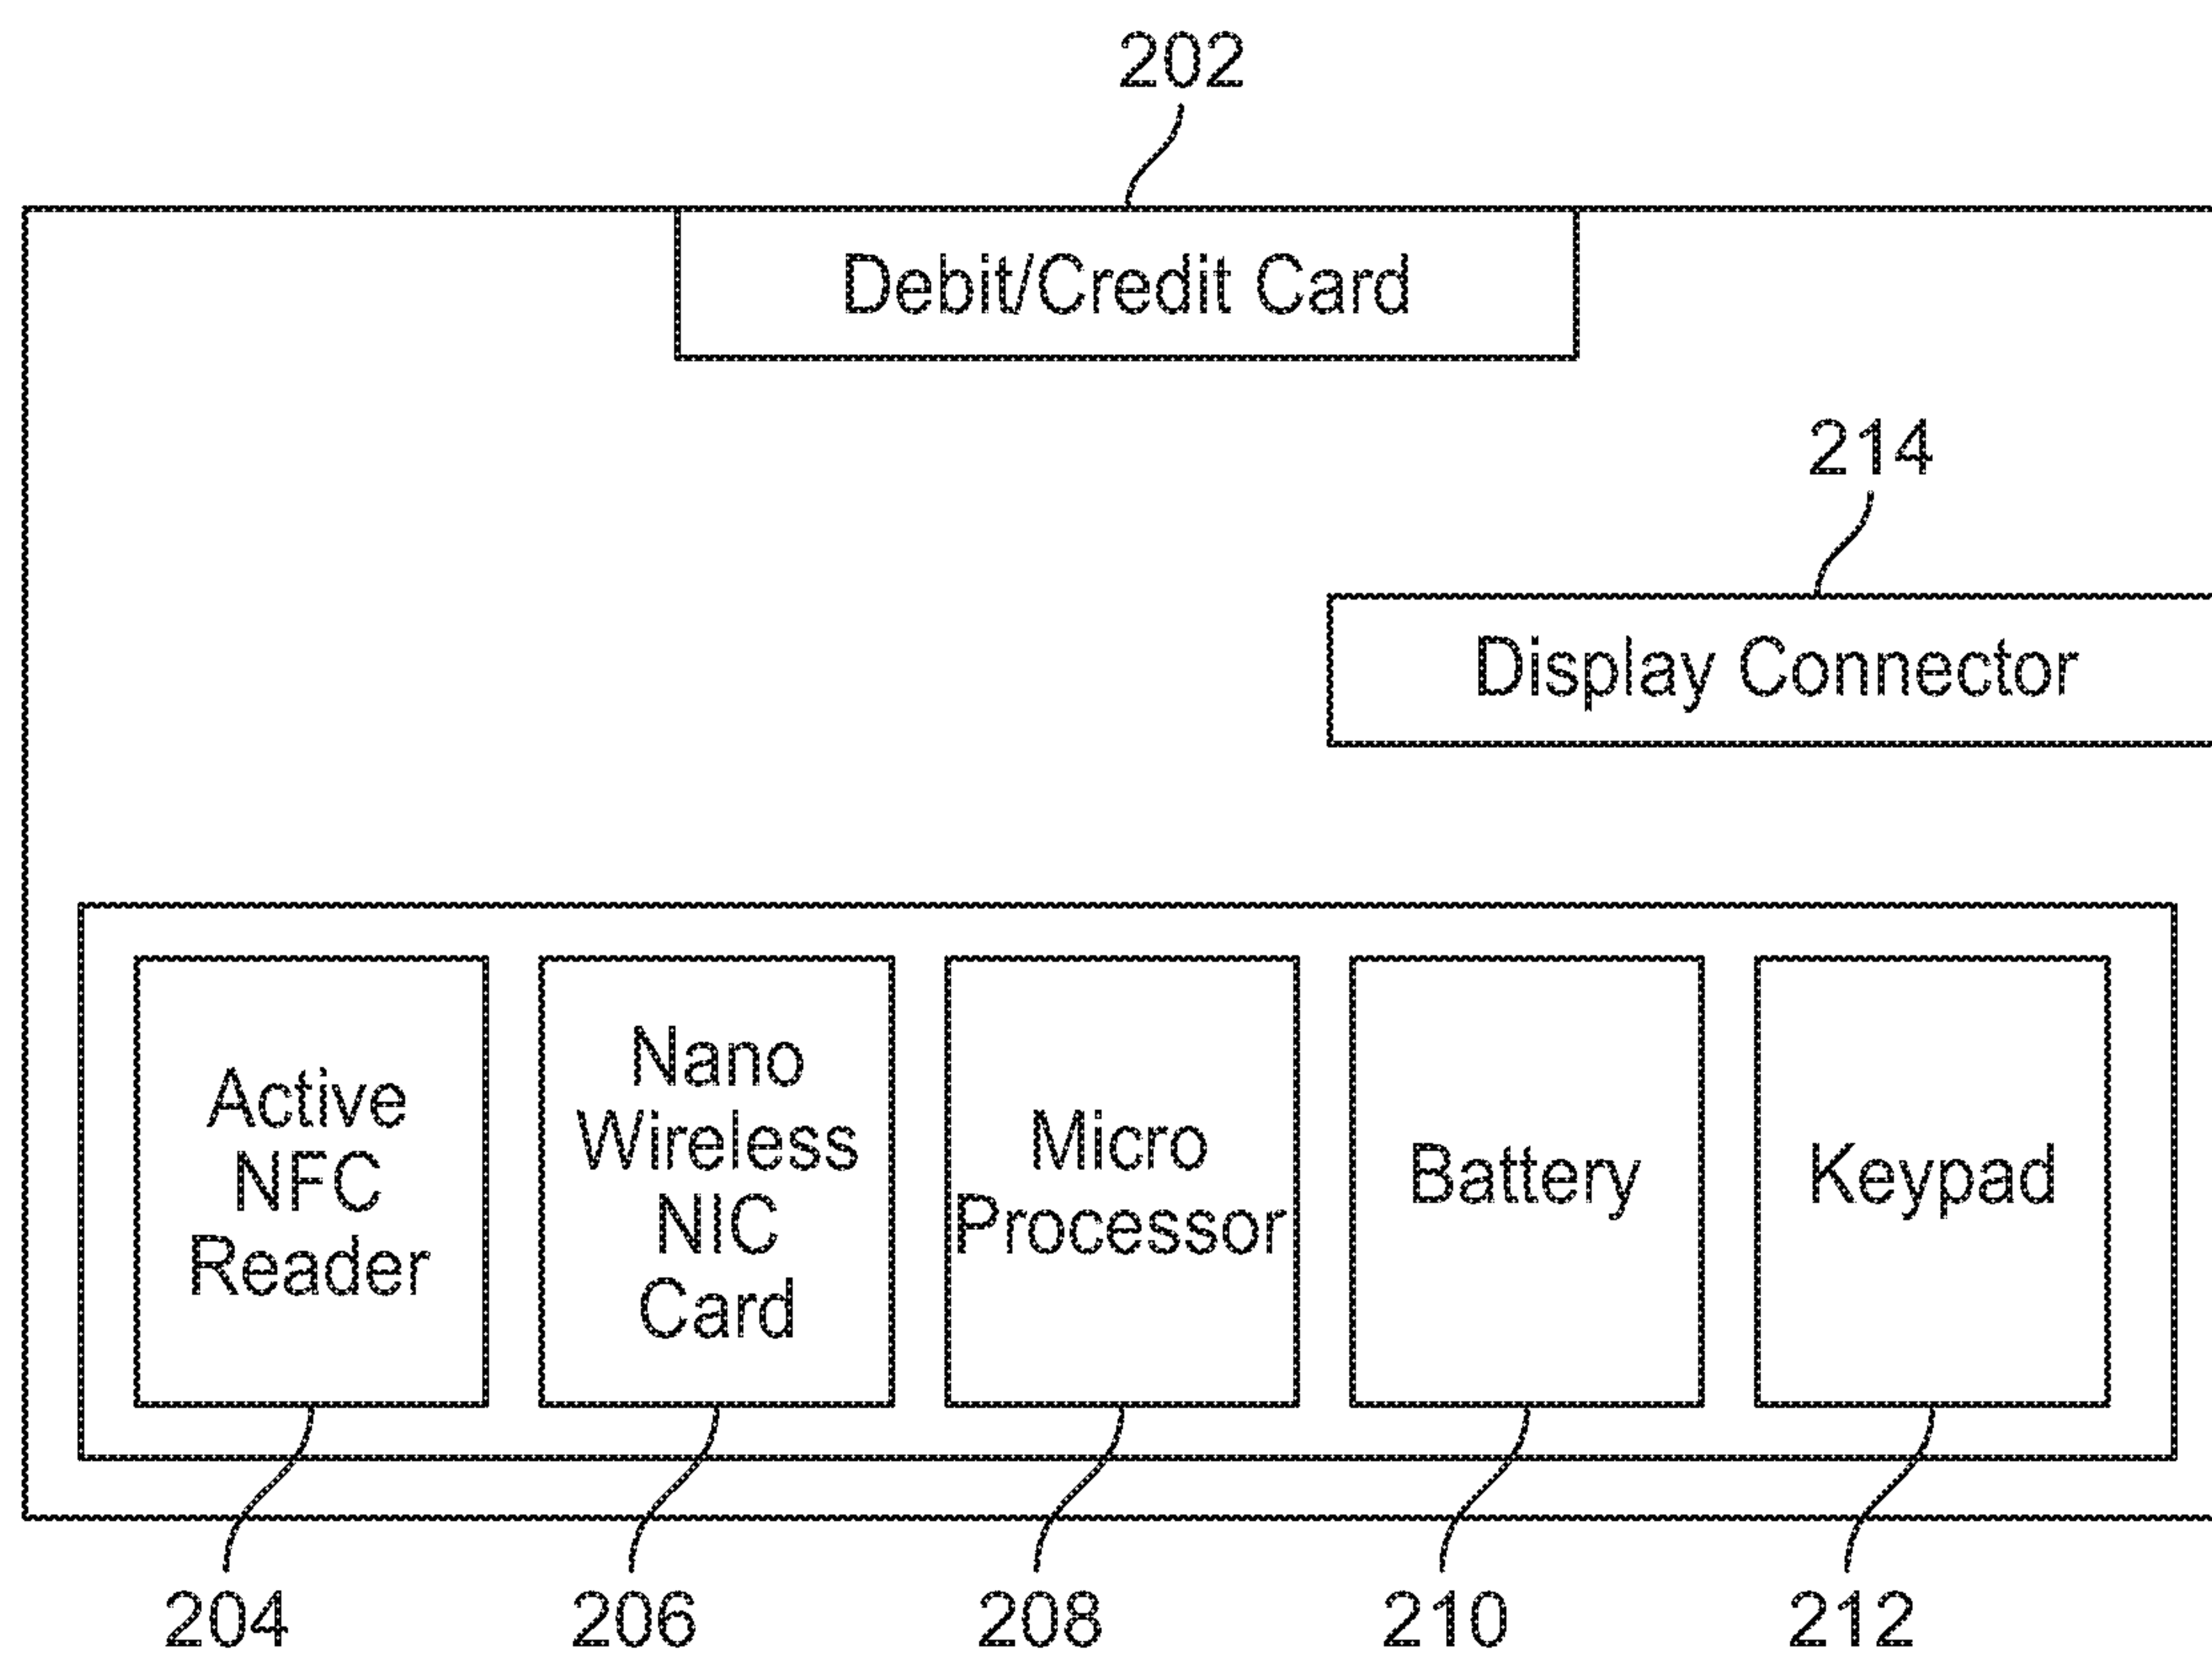 202
Debit/Credit Card
214
Display Connector
Active
NFC
Reader
Nano
Wireless
NIC
Card
Micro
Processor
Battery
Keypad
204
206
208
210
212